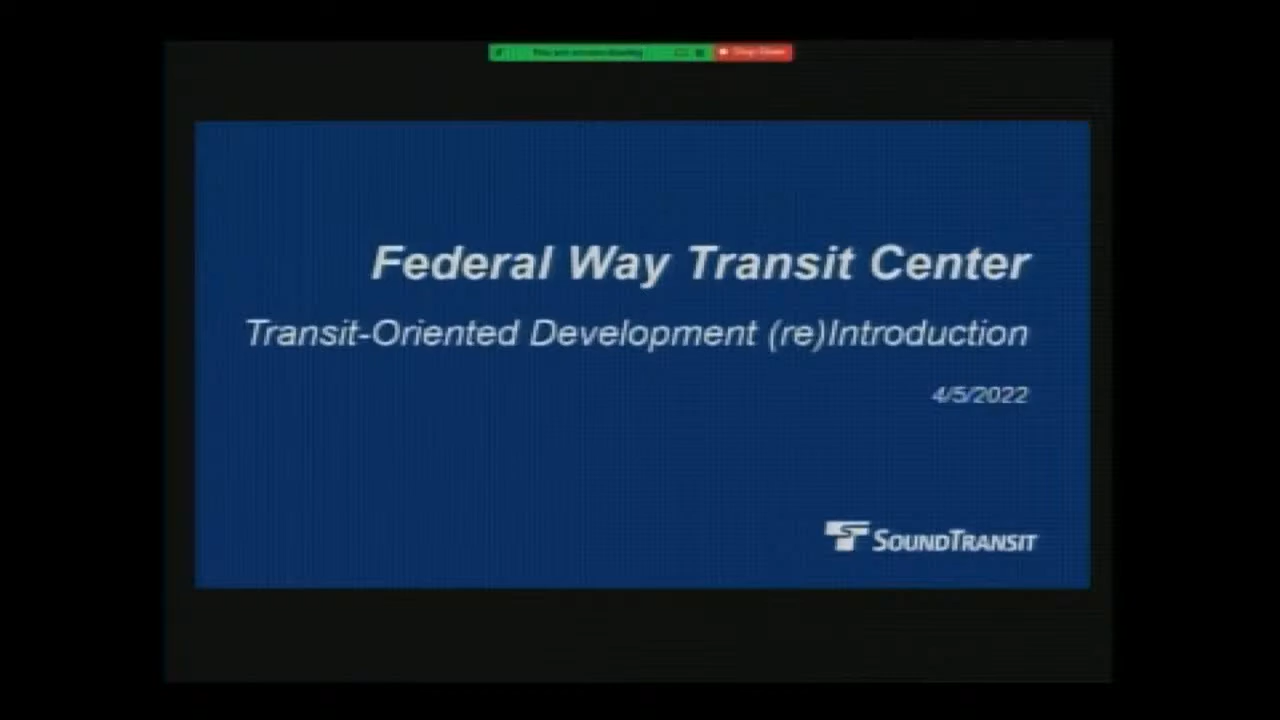 Federal Way Transit Center
Transit-Oriented Development (re)Introduction
4/5/2022
SOUNDTRANSIT